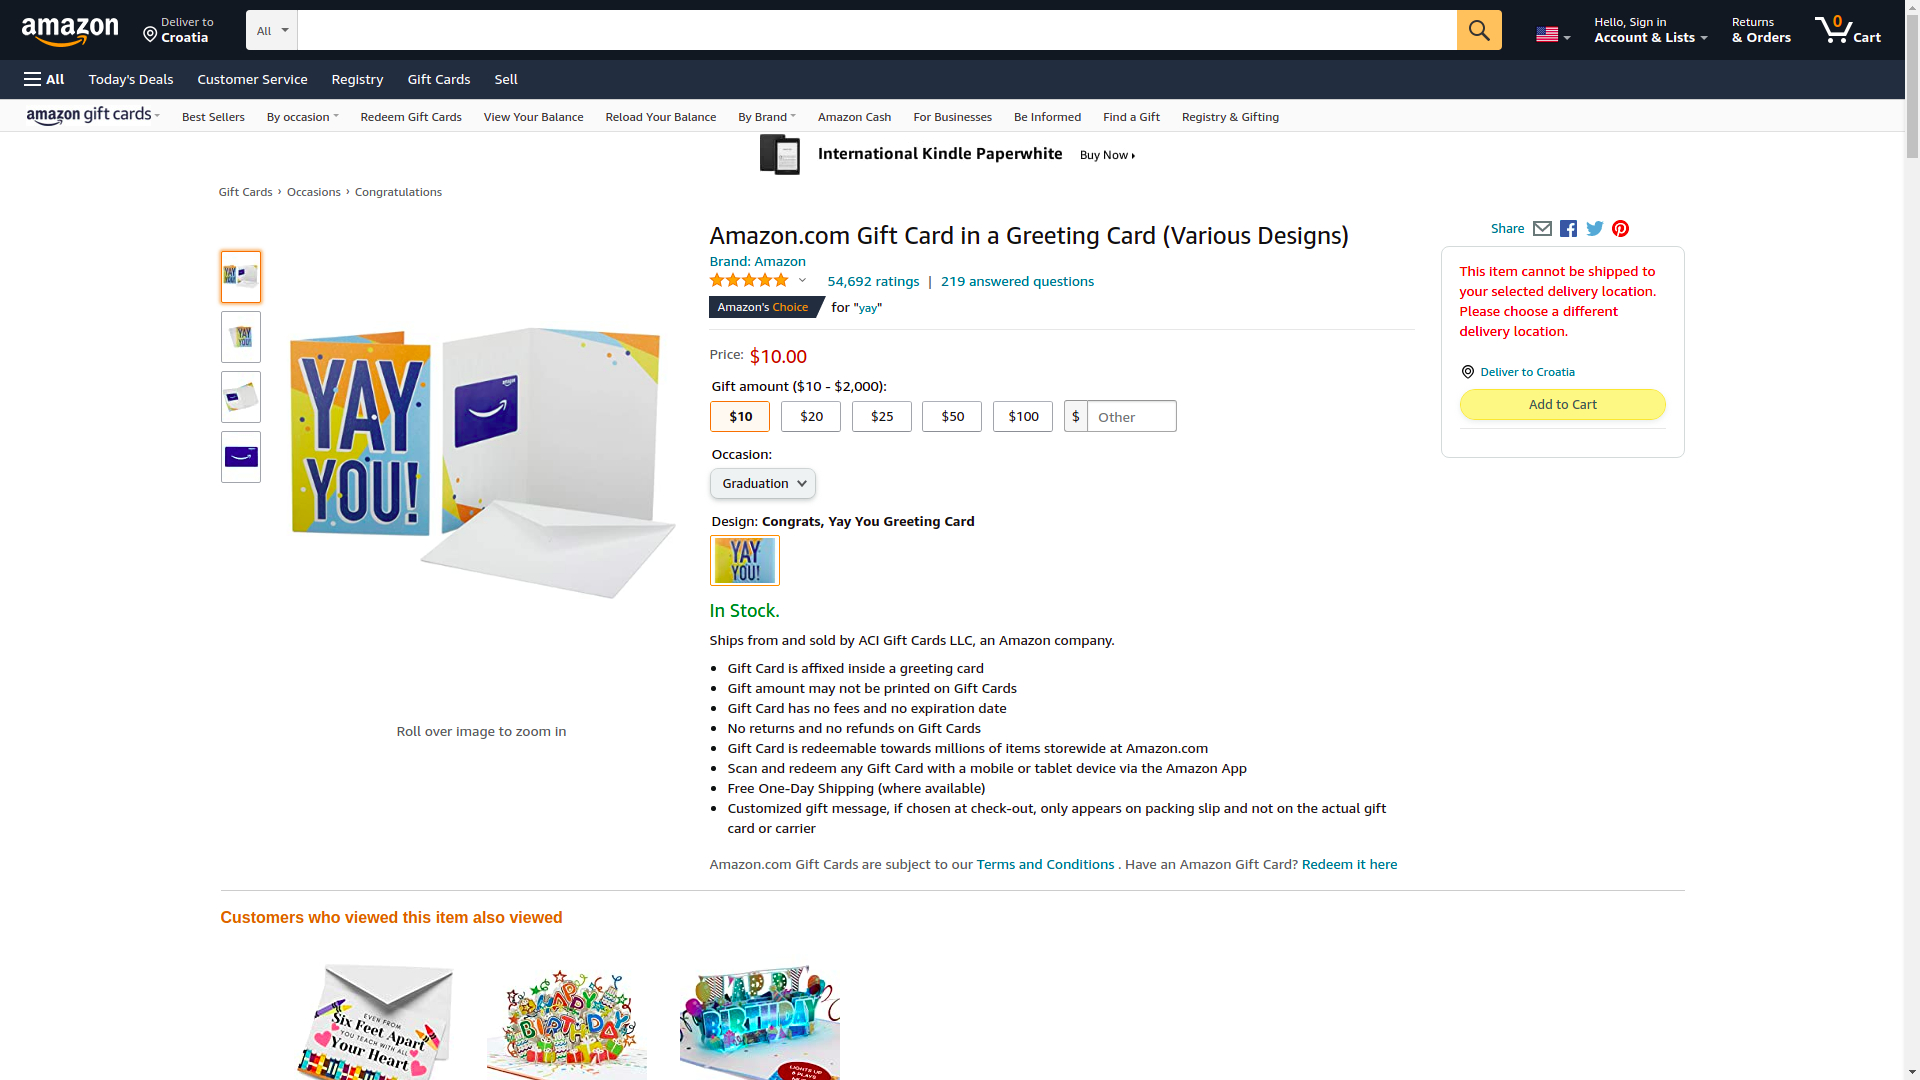 amazon
Deliver to
Croatia
All
Hello, Sign in
Account & Lists
Returns
& Orders
0
Cart
All
Today's Deals
Customer Service
Registry
Gift Cards
Sell
amazon gift cards
Best Sellers
By occasion
Redeem Gift Cards
View Your Balance
Reload Your Balance
By Brand
Amazon Cash
For Businesses
Be Informed
Find a Gift
Registry & Gifting
International Kindle Paperwhite
Buy Now
Gift Cards › Occasions › Congratulations
Amazon.com Gift Card in a Greeting Card (Various Designs)
Brand: Amazon
54,692 ratings | 219 answered questions
Amazon's Choice for "yay"
Price: $10.00
Gift amount ($10 - $2,000):
$10
$20
$25
$50
$100
$ Other
Occasion:
Graduation
Design: Congrats, Yay You Greeting Card
YAY
YOU!
In Stock.
Ships from and sold by ACI Gift Cards LLC, an Amazon company.
• Gift Card is affixed inside a greeting card
• Gift amount may not be printed on Gift Cards
• Gift Card has no fees and no expiration date
• No returns and no refunds on Gift Cards
• Gift Card is redeemable towards millions of items storewide at Amazon.com
• Scan and redeem any Gift Card with a mobile or tablet device via the Amazon App
• Free One-Day Shipping (where available)
• Customized gift message, if chosen at check-out, only appears on packing slip and not on the actual gift
card or carrier
Amazon.com Gift Cards are subject to our Terms and Conditions . Have an Amazon Gift Card? Redeem it here
YAY
YOU!
amazon
Roll over image to zoom in
Share
This item cannot be shipped to
your selected delivery location.
Please choose a different
delivery location.
Deliver to Croatia
Add to Cart
Customers who viewed this item also viewed
EVEN FROM
Six Feet Apart
YOU TEACH WITH ALL
Your Heart
HAPPY
BIRTHDAY
HAPPY
BIRTHDAY
LIGHTS UP
& PLAYS